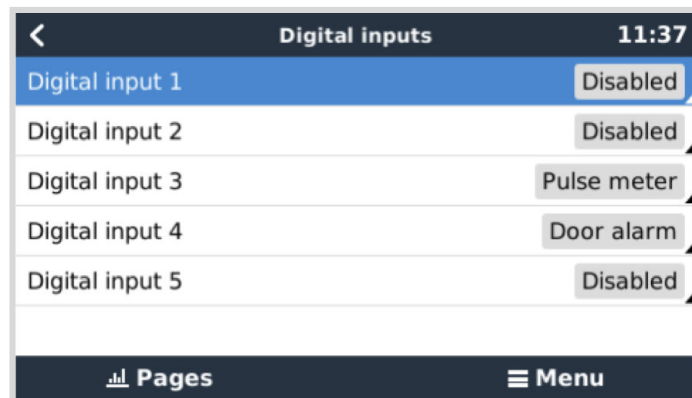 Digital inputs 11:37
Digital input 1 Disabled
Digital input 2 Disabled
Digital input 3 Pulse meter
Digital input 4 Door alarm
Digital input 5 Disabled
Pages Menu